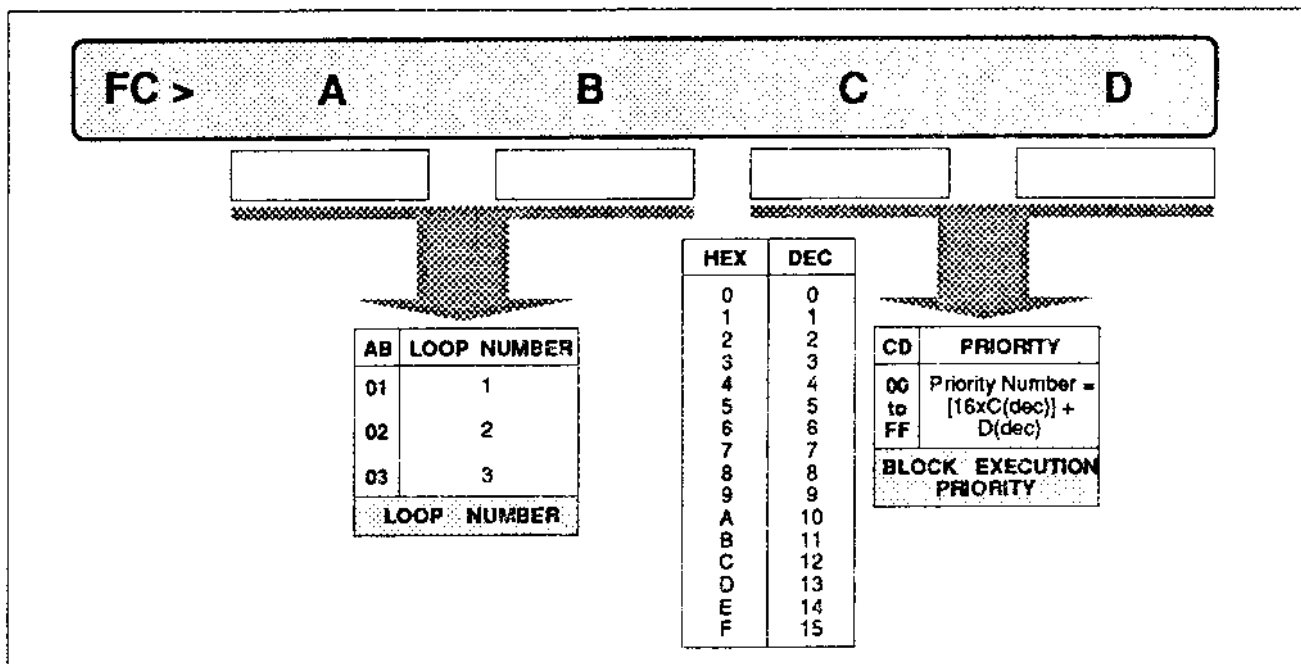 FC > A B C D
AB LOOP NUMBER
01 1
02 2
03 3
LOOP NUMBER
HEX DEC
0 0
1 1
2 2
3 3
4 4
5 5
6 6
7 7
8 8
9 9
A 10
B 11
C 12
D 13
E 14
F 15
CD PRIORITY
00 Priority Number =
to [16xC(dec)] +
FF D(dec)
BLOCK EXECUTION
PRIORITY